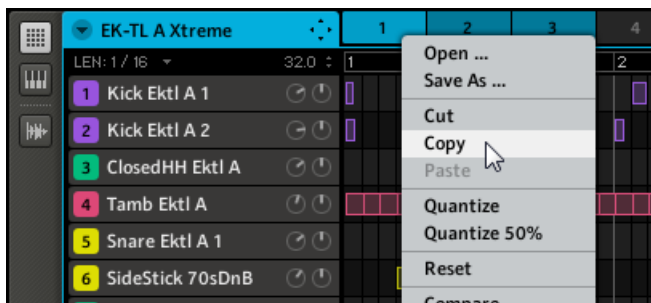 EK-TL A Xtreme 1 2 3 4
LEN: 1 / 16 32.0 1 2
1 Kick Ektl A 1
2 Kick Ektl A 2
3 ClosedHH Ektl A
4 Tamb Ektl A
5 Snare Ektl A 1
6 SideStick 70sDnB
Open ...
Save As ...
Cut
Copy
Paste
Quantize
Quantize 50%
Reset
Compare